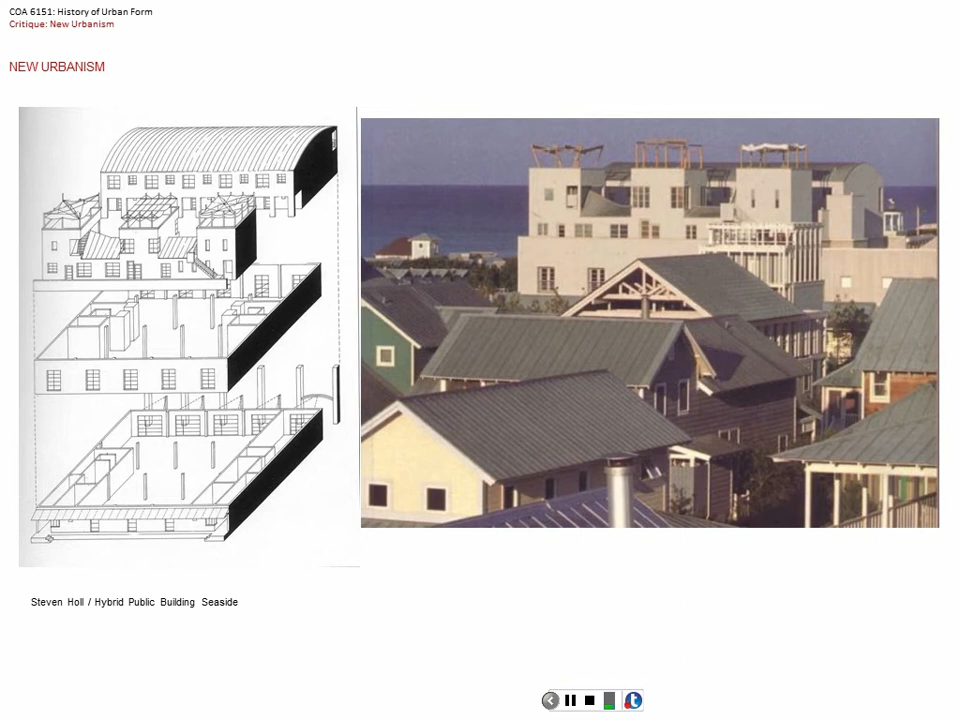 COA 6151: History of Urban Form
Critique: New Urbanism
NEW URBANISM
Steven Holl / Hybrid Public Building Seaside